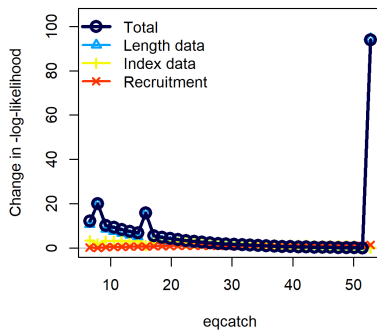 Total
Length data
Index data
Recruitment
Change in -log-likelihood
0
20
40
60
80
100
10 20 30 40 50
eqcatch